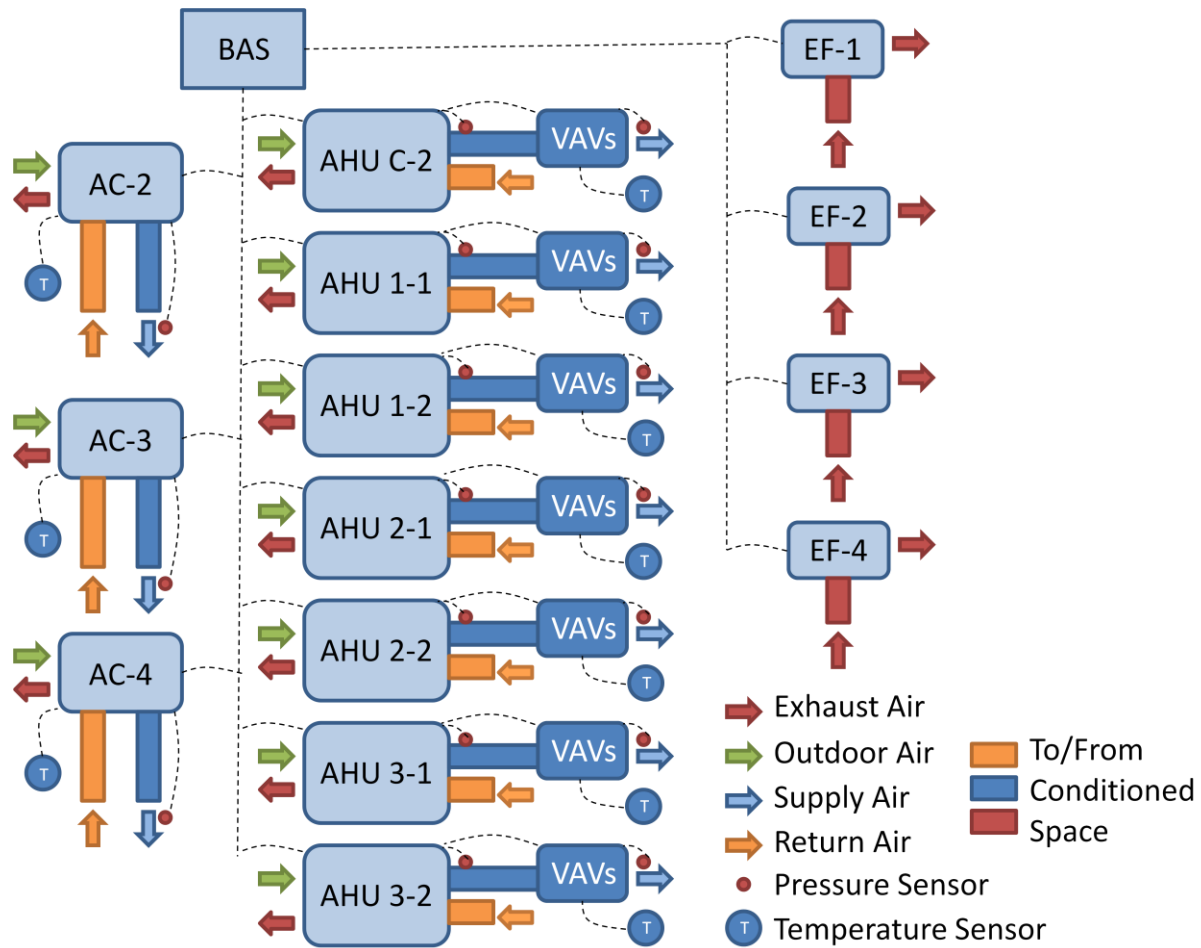 BAS
EF-1
AHU C-2
VAVs
T
AC-2
T
AHU 1-1
VAVs
T
EF-2
AHU 1-2
VAVs
T
AC-3
T
EF-3
AHU 2-1
VAVs
T
EF-4
AHU 2-2
VAVs
T
AC-4
T
AHU 3-1
VAVs
T
AHU 3-2
VAVs
T
Exhaust Air
Outdoor Air
Supply Air
Return Air
Pressure Sensor
T
Temperature Sensor
To/From
Conditioned
Space